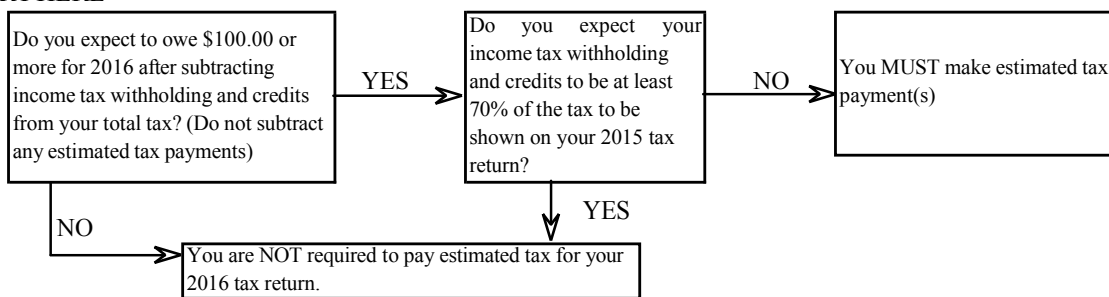 Do you expect to owe $100.00 or
more for 2016 after subtracting
income tax withholding and credits
from your total tax? (Do not subtract
any estimated tax payments)
YES
Do you expect your
income tax withholding
and credits to be at least
70% of the tax to be
shown on your 2015 tax
return?
NO
You MUST make estimated tax
payment(s)
NO
YES
You are NOT required to pay estimated tax for your
2016 tax return.